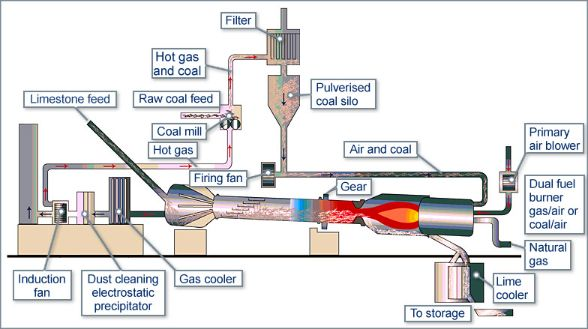 Filter
Hot gas
and coal
Pulverised
coal silo
Limestone feed
Raw coal feed
Coal mill
Hot gas
Firing fan
Air and coal
Gear
Primary
air blower
Dual fuel
burner
gas/air or
coal/air
Natural
gas
Induction
fan
Dust cleaning
electrostatic
precipitator
Gas cooler
Lime
cooler
To storage